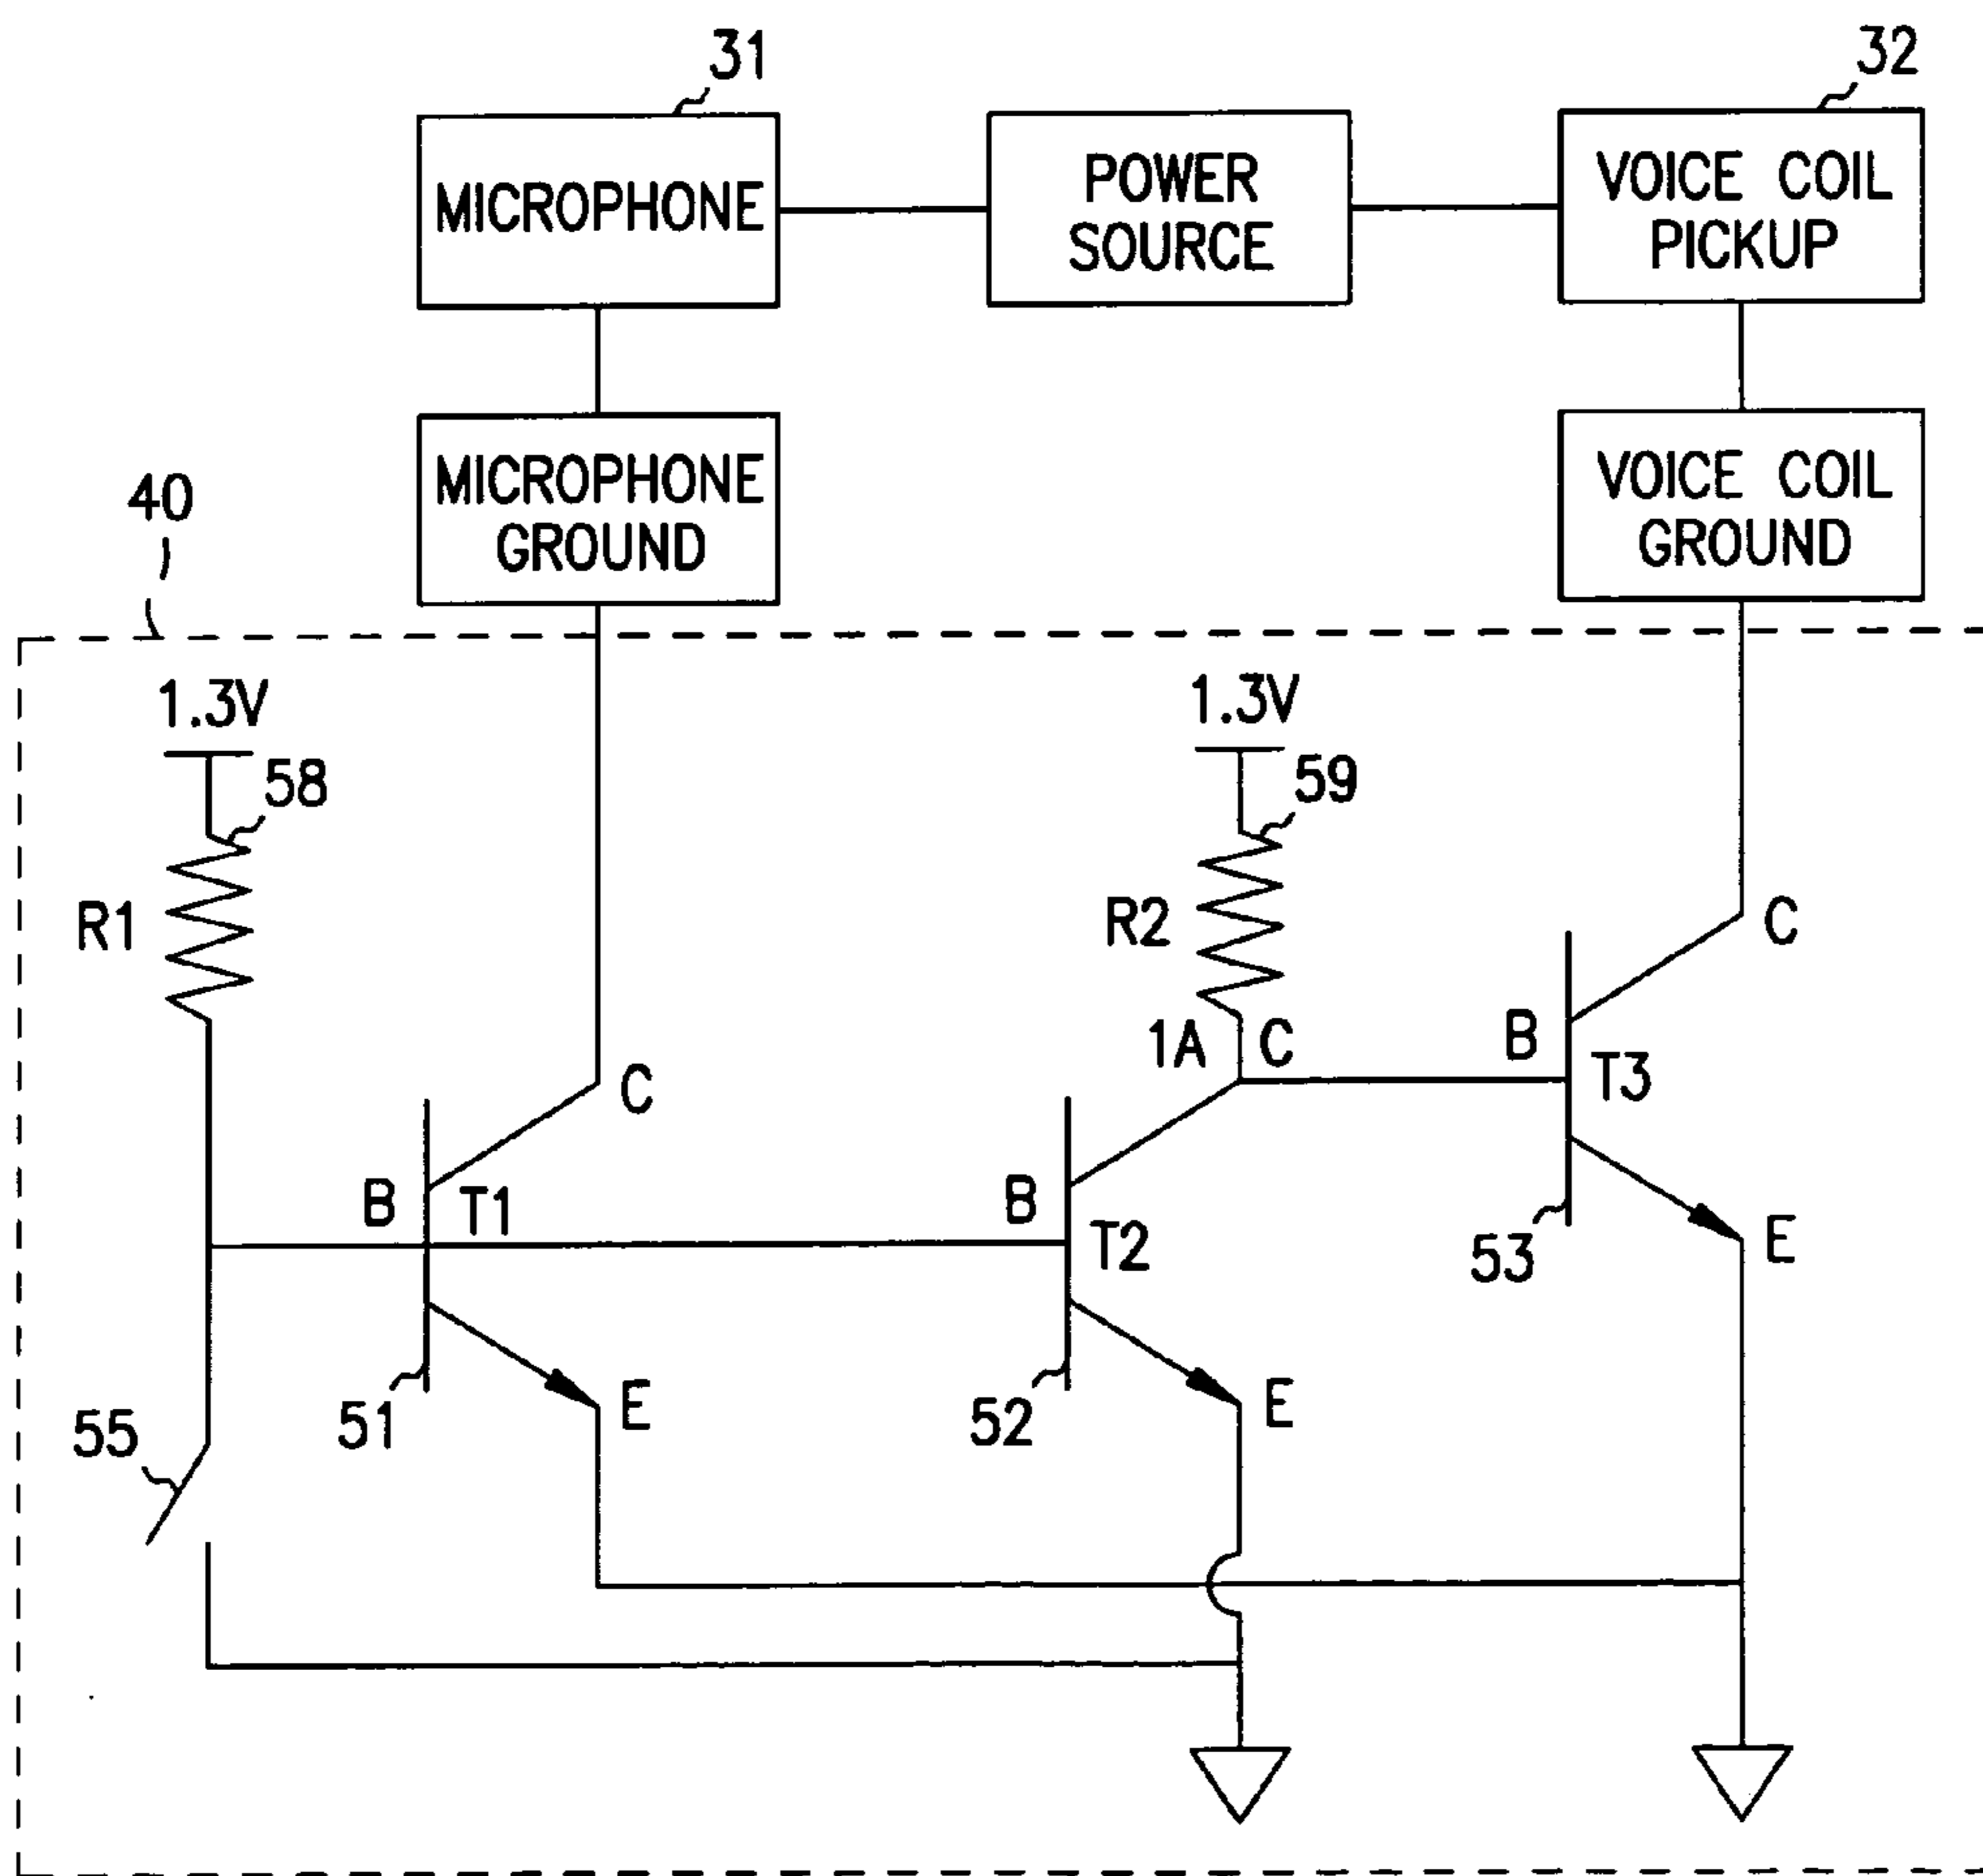 31
32
MICROPHONE
POWER
SOURCE
VOICE COIL
PICKUP
MICROPHONE
GROUND
VOICE COIL
GROUND
40
1.3V
1.3V
58
59
R1
R2
C
1A C
B
T3
C
B
T1
B
T2
53
E
51
E
52
E
55